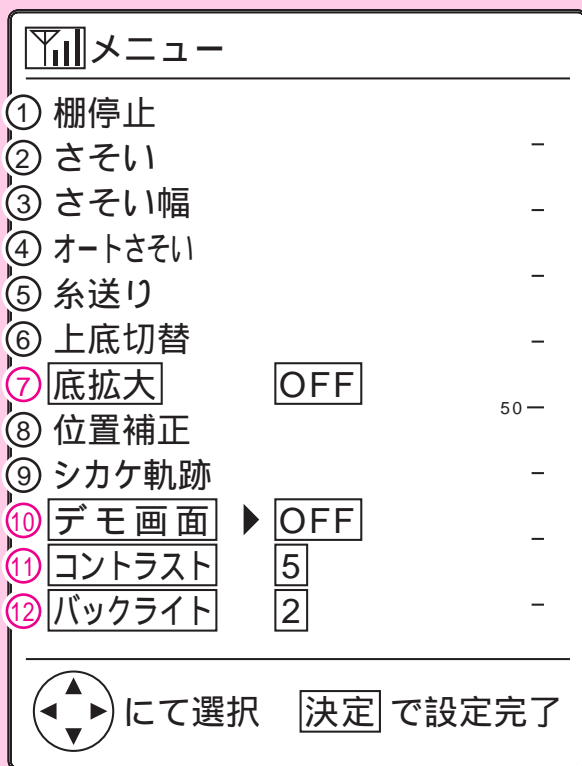 メニュー
① 棚停止
② さそい
③ さそい幅
④ オートさそい
⑤ 糸送り
⑥ 上底切替
⑦ 底拡大 OFF
50
⑧ 位置補正
⑨ シカケ軌跡
⑩ デモ画面 ▶ OFF
⑪ コントラスト 5
⑫ バックライト 2
にて選択 決定 で設定完了